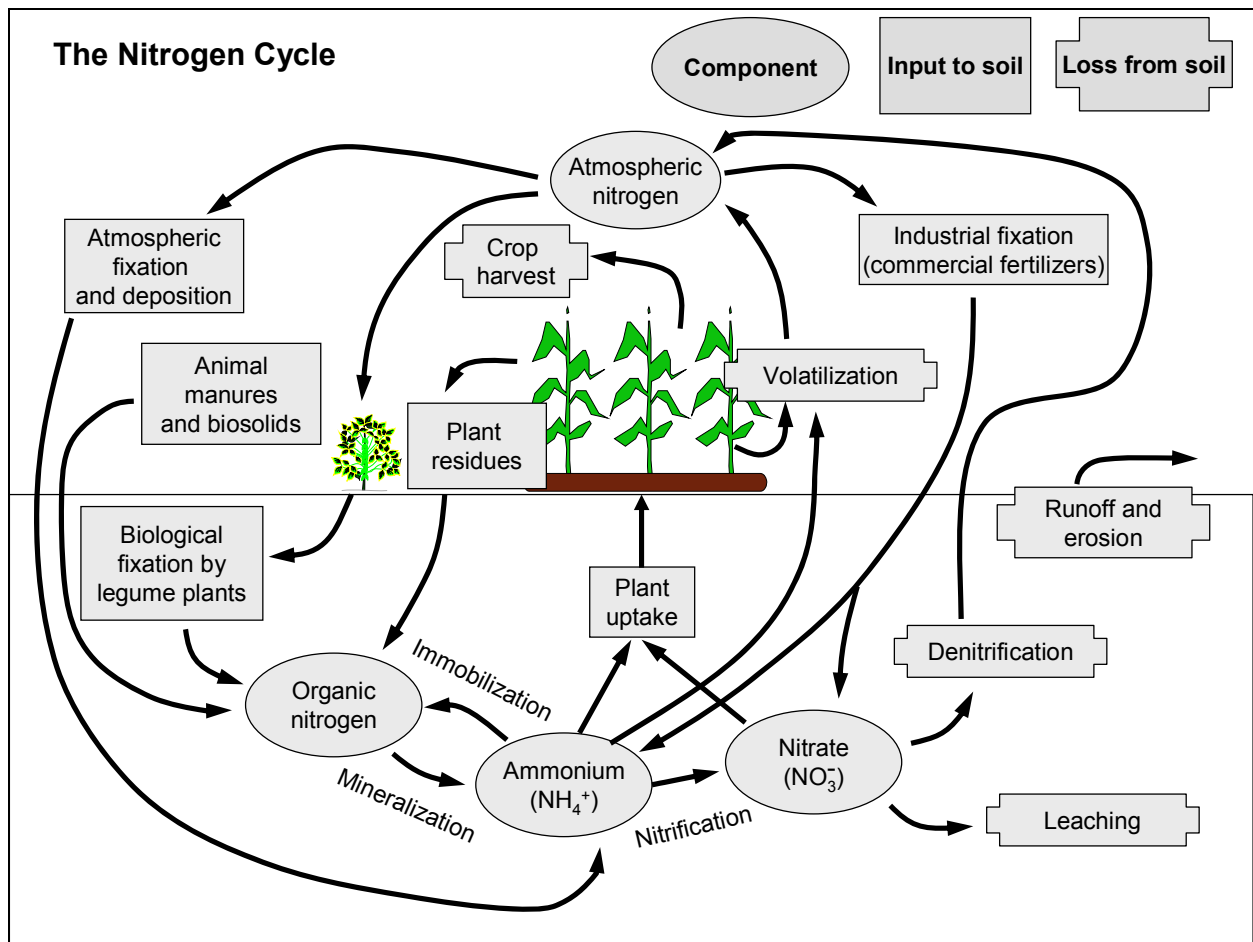 The Nitrogen Cycle
Component
Input to soil
Loss from soil
Atmospheric
nitrogen
Atmospheric
fixation
and deposition
Crop
harvest
Industrial fixation
(commercial fertilizers)
Animal
manures
and biosolids
Volatilization
Plant
residues
Runoff and
erosion
Biological
fixation by
legume plants
Plant
uptake
Denitrification
Immobilization
Organic
nitrogen
Nitrate
(NO₃⁻)
Ammonium
(NH₄⁺)
Mineralization
Nitrification
Leaching